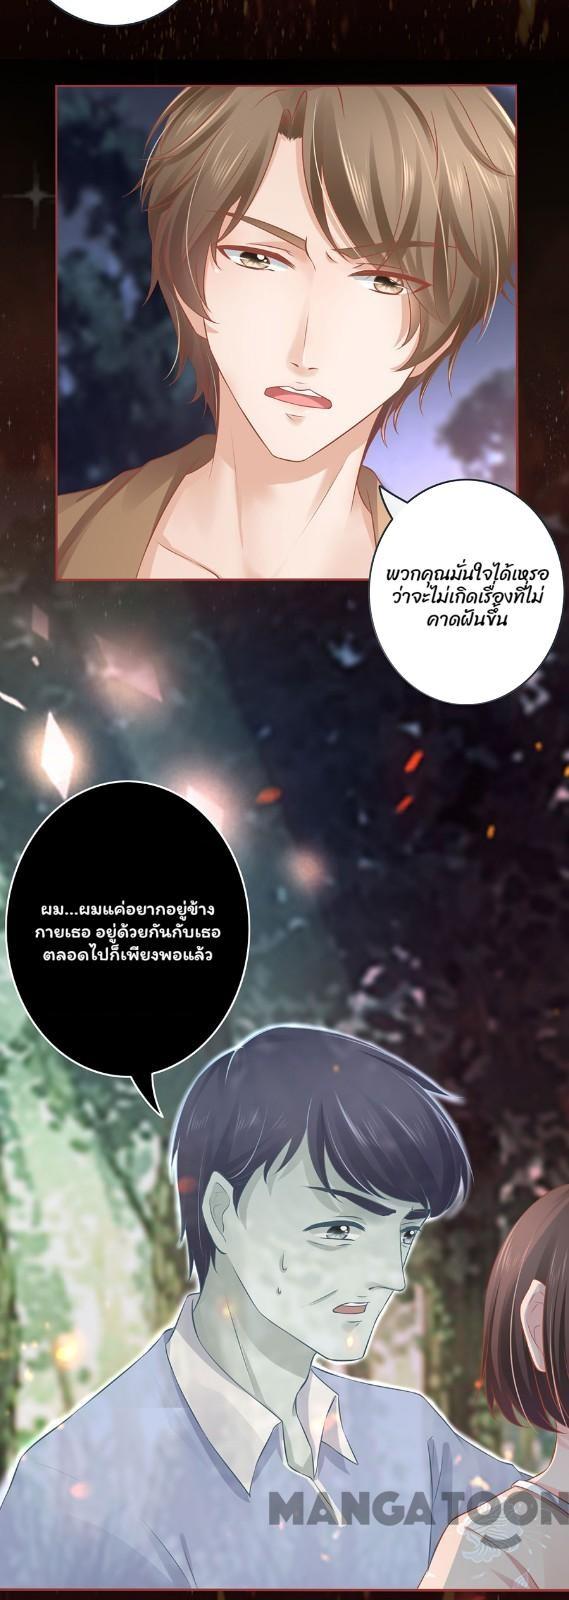 พวกคุณมั่นใจได้เหรอ
ว่าจะไม่เกิดเรื่องที่ไม่
คาดฝันขึ้น
ผม...ผมแค่อยากอยู่ข้าง
กายเธอ อยู่ด้วยกันกับเธอ
ตลอดไปก็เพียงพอแล้ว
MANGATOON